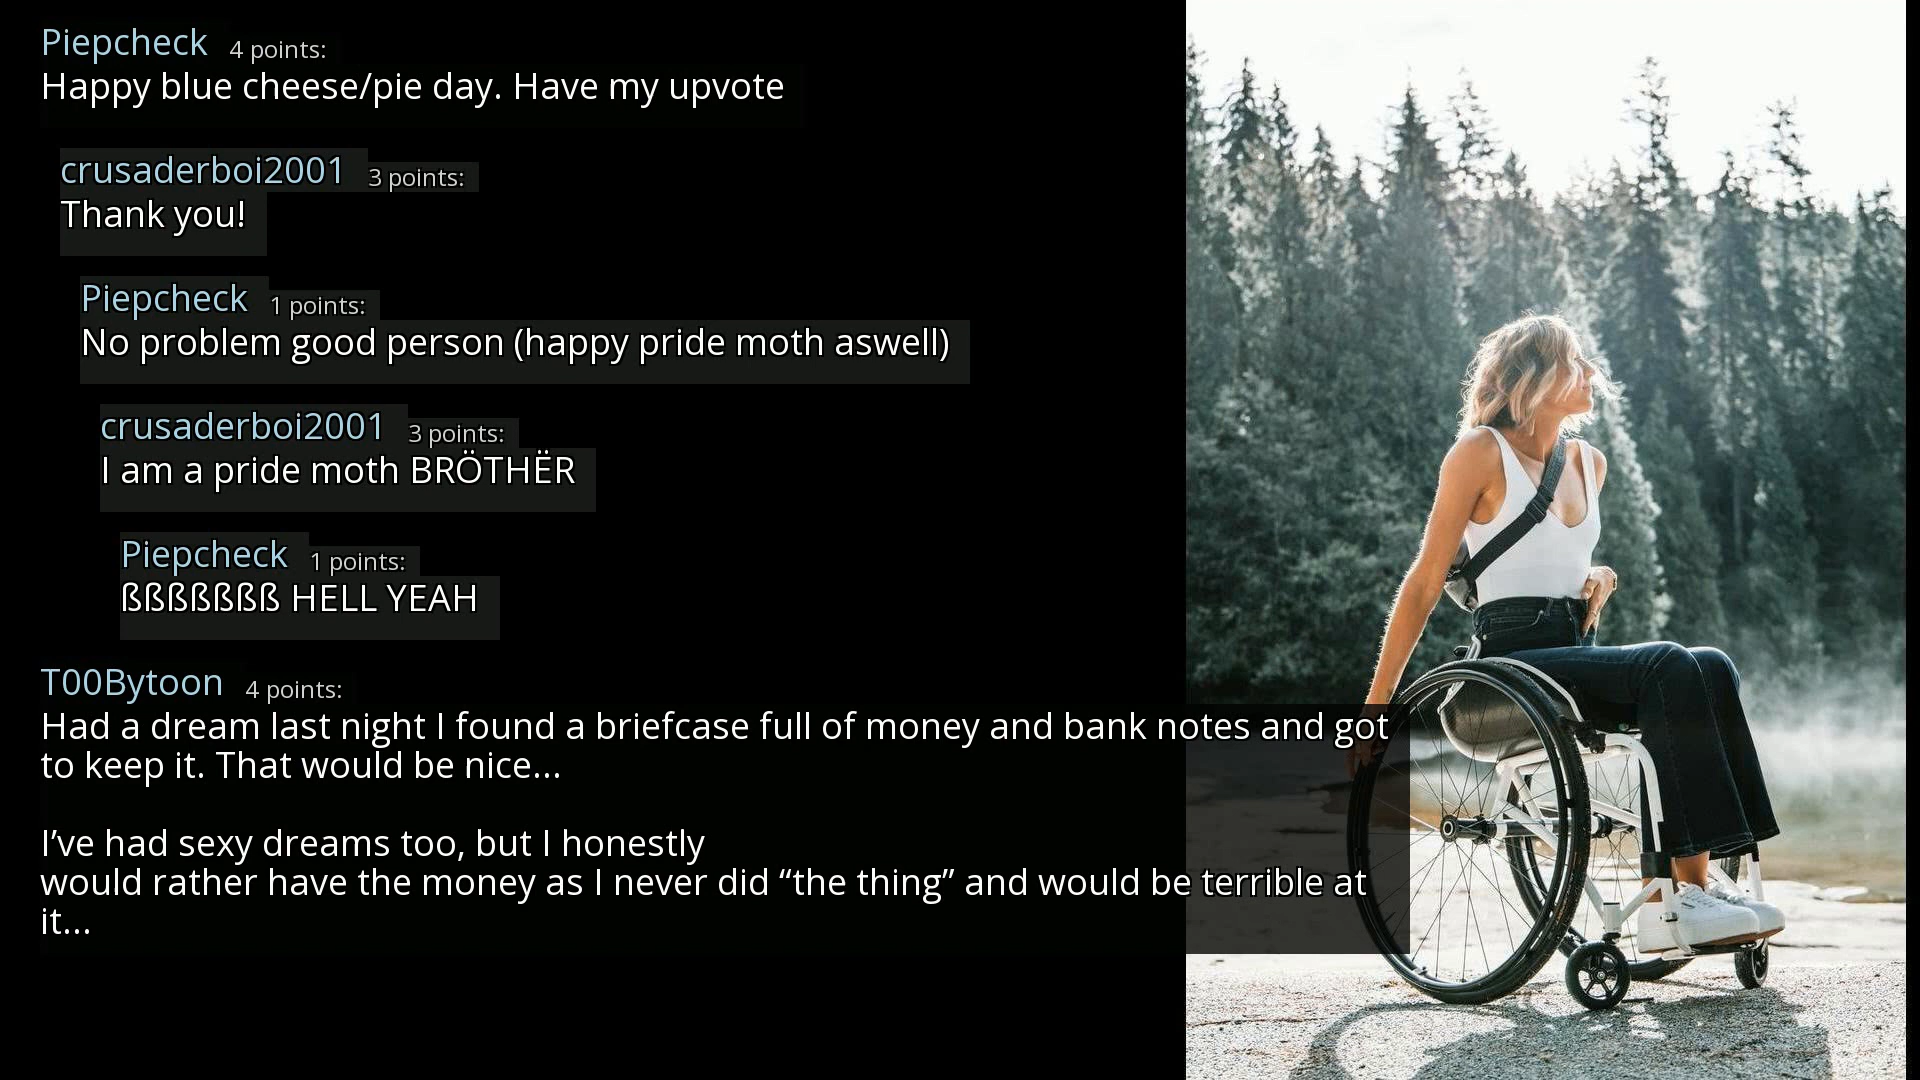 Piepcheck 4 points:
Happy blue cheese/pie day. Have my upvote
crusaderboi2001 3 points:
Thank you!
Piepcheck 1 points:
No problem good person (happy pride moth aswell)
crusaderboi2001 3 points:
I am a pride moth BRÖTHËR
Piepcheck 1 points:
ßßßßßßß HELL YEAH
T00Bytoon 4 points:
Had a dream last night I found a briefcase full of money and bank notes and got
to keep it. That would be nice...
I’ve had sexy dreams too, but I honestly
would rather have the money as I never did “the thing” and would be terrible at
it...